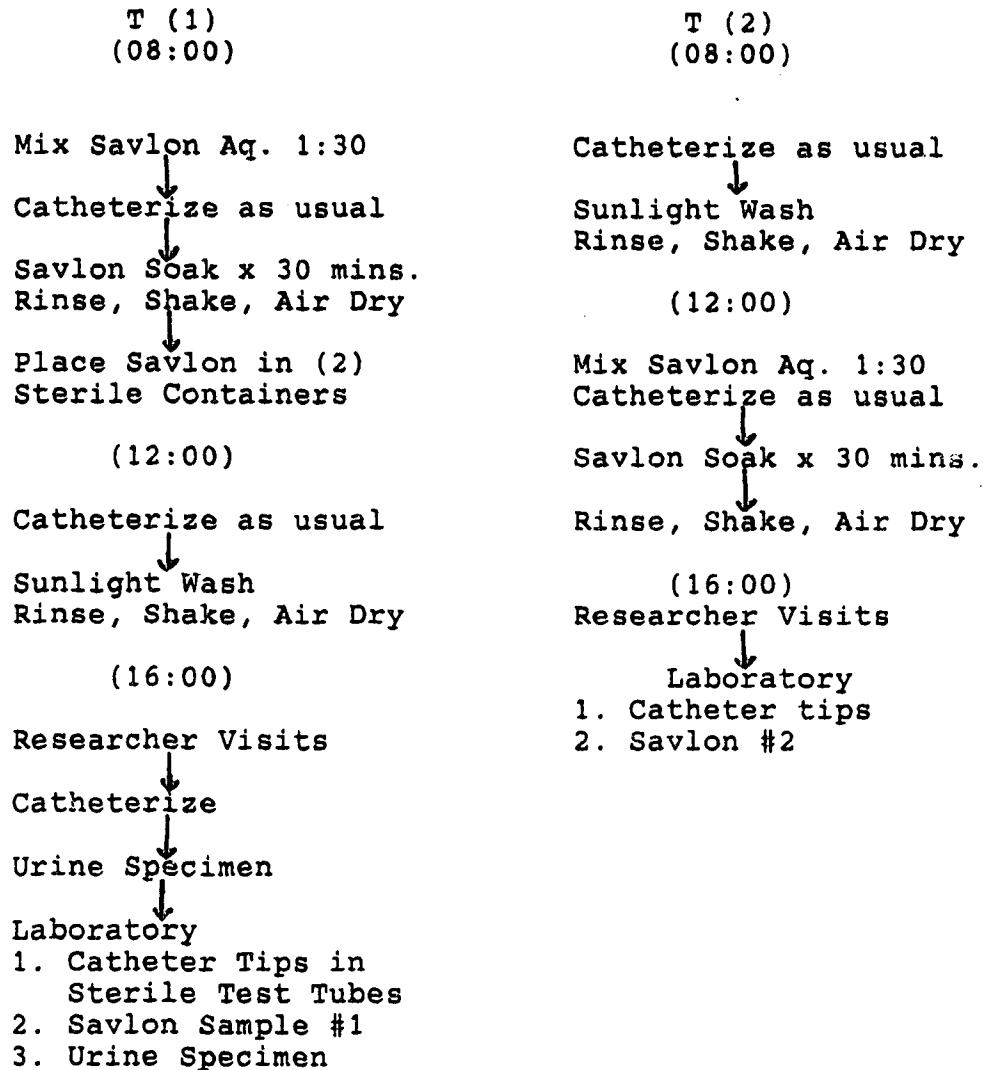 T (1)
(08:00)
Mix Savlon Aq. 1:30
Catheterize as usual
Savlon Soak x 30 mins.
Rinse, Shake, Air Dry
Place Savlon in (2)
Sterile Containers
(12:00)
Catheterize as usual
Sunlight Wash
Rinse, Shake, Air Dry
(16:00)
Researcher Visits
Catheterize
Urine Specimen
Laboratory
1. Catheter Tips in
Sterile Test Tubes
2. Savlon Sample #1
3. Urine Specimen
T (2)
(08:00)
Catheterize as usual
Sunlight Wash
Rinse, Shake, Air Dry
(12:00)
Mix Savlon Aq. 1:30
Catheterize as usual
Savlon Soak x 30 mins.
Rinse, Shake, Air Dry
(16:00)
Researcher Visits
Laboratory
1. Catheter tips
2. Savlon #2